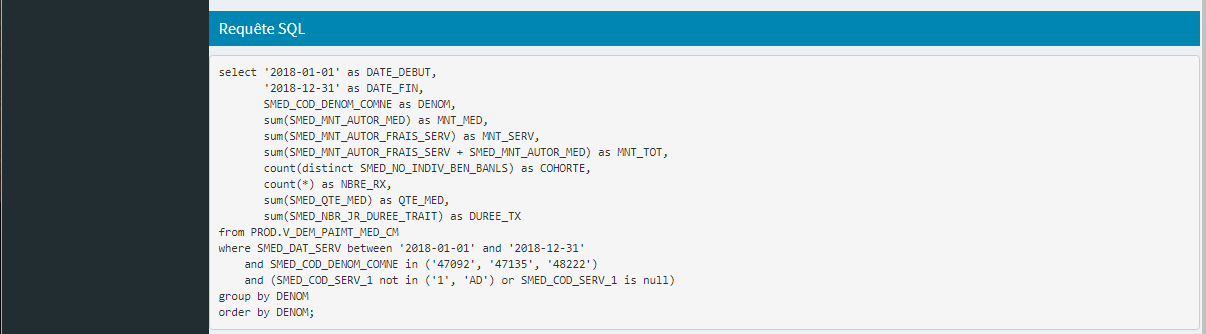 Requête SQL
select '2018-01-01' as DATE_DEBUT,
       '2018-12-31' as DATE_FIN,
       SMED_COD_DENOM_COMNE as DENOM,
       sum(SMED_MNT_AUTOR_MED) as MNT_MED,
       sum(SMED_MNT_AUTOR_FRAIS_SERV) as MNT_SERV,
       sum(SMED_MNT_AUTOR_FRAIS_SERV + SMED_MNT_AUTOR_MED) as MNT_TOT,
       count(distinct SMED_NO_INDIV_BEN_BANLS) as COHORTE,
       count(*) as NBRE_RX,
       sum(SMED_QTE_MED) as QTE_MED,
       sum(SMED_NBR_JR_DUREE_TRAIT) as DUREE_TX
from PROD.V_DEM_PAIMT_MED_CM
where SMED_DAT_SERV between '2018-01-01' and '2018-12-31'
    and SMED_COD_DENOM_COMNE in ('47092', '47135', '48222')
    and (SMED_COD_SERV_1 not in ('1', 'AD') or SMED_COD_SERV_1 is null)
group by DENOM
order by DENOM;